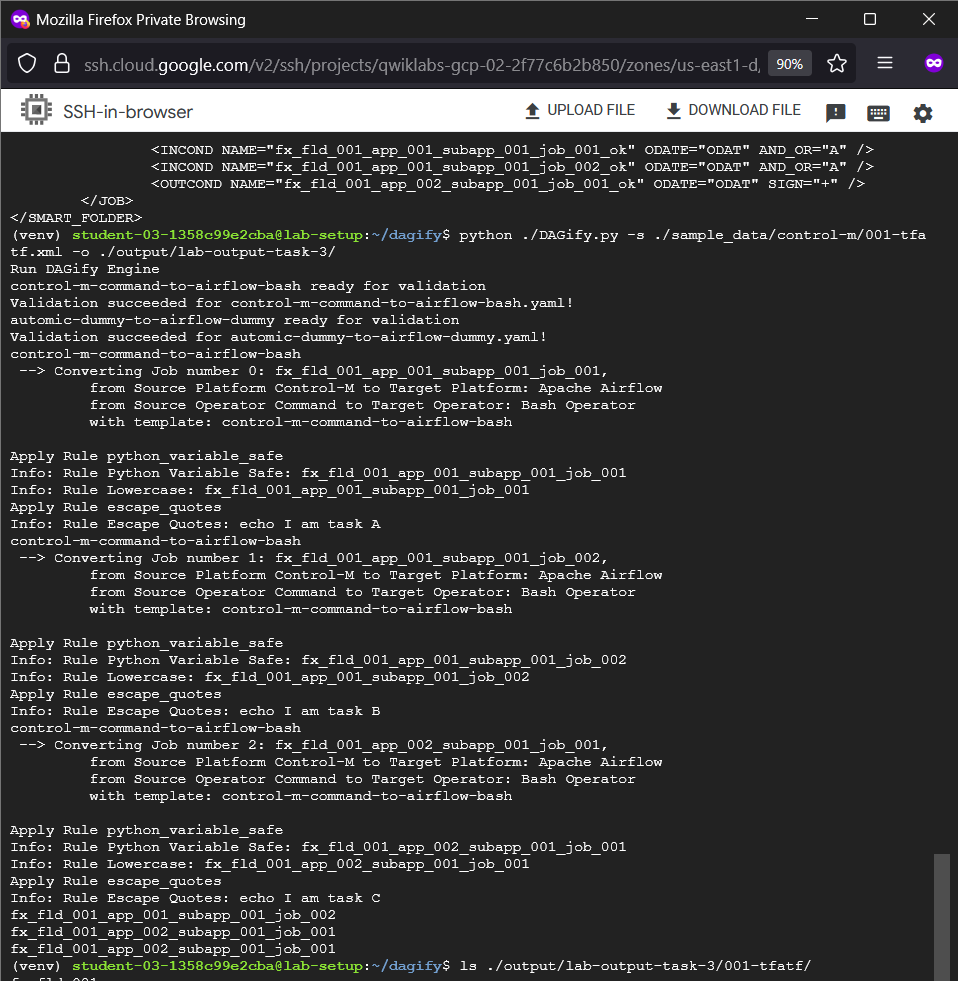 Mozilla Firefox Private Browsing
ssh.cloud.google.com/v2/ssh/projects/qwiklabs-gcp-02-2f77c6b2b850/zones/us-east1-d, 90%
SSH-in-browser UPLOAD FILE DOWNLOAD FILE
<INCOND NAME="fx_fld_001_app_001_subapp_001_job_001_ok" ODATE="ODAT" AND_OR="A" />
<INCOND NAME="fx_fld_001_app_001_subapp_001_job_002_ok" ODATE="ODAT" AND_OR="A" />
<OUTCOND NAME="fx_fld_001_app_002_subapp_001_job_001_ok" ODATE="ODAT" SIGN="+" />
</JOB>
</SMART_FOLDER>
(venv) student-03-1358c99e2cba@lab-setup:~/dagify$ python ./DAGify.py -s ./sample_data/control-m/001-tfa
tf.xml -o ./output/lab-output-task-3/
Run DAGify Engine
control-m-command-to-airflow-bash ready for validation
Validation succeeded for control-m-command-to-airflow-bash.yaml!
automic-dummy-to-airflow-dummy ready for validation
Validation succeeded for automic-dummy-to-airflow-dummy.yaml!
control-m-command-to-airflow-bash
--> Converting Job number 0: fx_fld_001_app_001_subapp_001_job_001,
from Source Platform Control-M to Target Platform: Apache Airflow
from Source Operator Command to Target Operator: Bash Operator
with template: control-m-command-to-airflow-bash
Apply Rule python_variable_safe
Info: Rule Python Variable Safe: fx_fld_001_app_001_subapp_001_job_001
Info: Rule Lowercase: fx_fld_001_app_001_subapp_001_job_001
Apply Rule escape_quotes
Info: Rule Escape Quotes: echo I am task A
control-m-command-to-airflow-bash
--> Converting Job number 1: fx_fld_001_app_001_subapp_001_job_002,
from Source Platform Control-M to Target Platform: Apache Airflow
from Source Operator Command to Target Operator: Bash Operator
with template: control-m-command-to-airflow-bash
Apply Rule python_variable_safe
Info: Rule Python Variable Safe: fx_fld_001_app_001_subapp_001_job_002
Info: Rule Lowercase: fx_fld_001_app_001_subapp_001_job_002
Apply Rule escape_quotes
Info: Rule Escape Quotes: echo I am task B
control-m-command-to-airflow-bash
--> Converting Job number 2: fx_fld_001_app_002_subapp_001_job_001,
from Source Platform Control-M to Target Platform: Apache Airflow
from Source Operator Command to Target Operator: Bash Operator
with template: control-m-command-to-airflow-bash
Apply Rule python_variable_safe
Info: Rule Python Variable Safe: fx_fld_001_app_002_subapp_001_job_001
Info: Rule Lowercase: fx_fld_001_app_002_subapp_001_job_001
Apply Rule escape_quotes
Info: Rule Escape Quotes: echo I am task C
fx_fld_001_app_001_subapp_001_job_002
fx_fld_001_app_002_subapp_001_job_001
fx_fld_001_app_002_subapp_001_job_001
(venv) student-03-1358c99e2cba@lab-setup:~/dagify$ ls ./output/lab-output-task-3/001-tfatf/